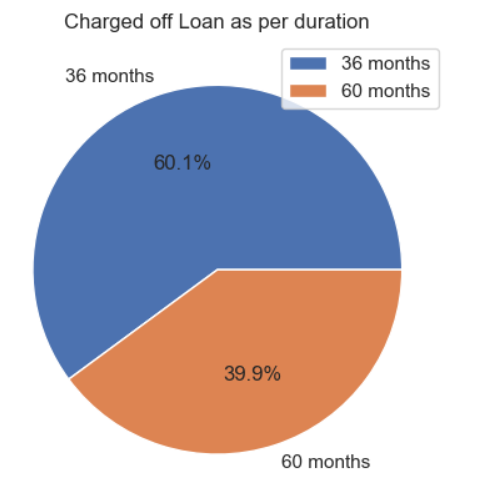 Charged off Loan as per duration
36 months
36 months
60 months
60.1%
39.9%
60 months